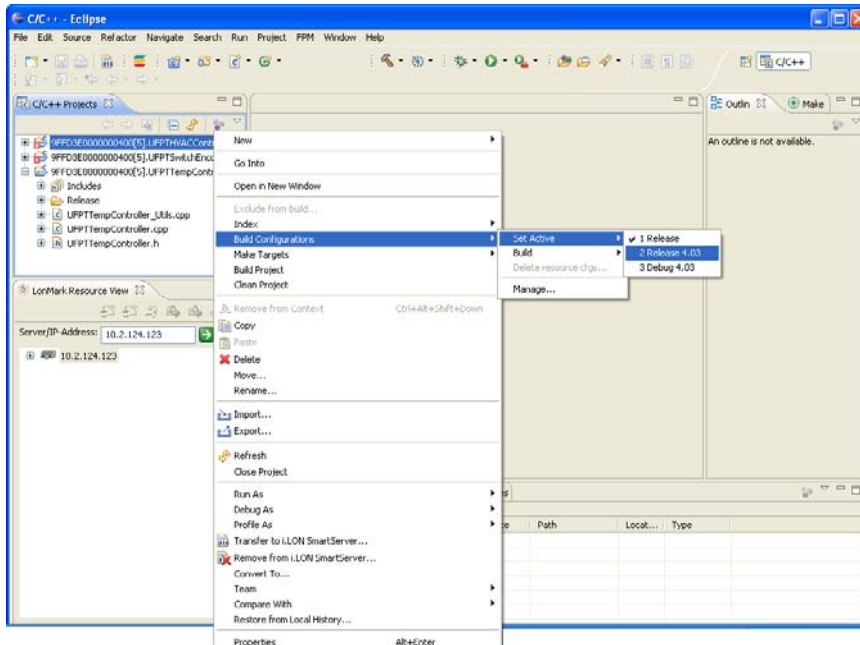 C/C++ - Eclipse
File Edit Source Refactor Navigate Search Run Project FPM Window Help
C/C++
C/C++ Projects
Outlin
Make
An outline is not available.
9FFD3E0000000400[5].UFPTHVACCont
9FFD3E0000000400[5].UFPTSwitchEnco
9FFD3E0000000400[5].UFPTTempContr
Includes
Release
UFPTTempController_Utils.cpp
UFPTTempController.cpp
UFPTTempController.h
LonMark Resource View
Server/IP-Address: 10.2.124.123
10.2.124.123
New
Go Into
Open in New Window
Exclude from build...
Index
Build Configurations
Make Targets
Build Project
Clean Project
Remove from Context Ctrl+Alt+Shift+Down
Copy
Paste
Delete
Move...
Rename...
Import...
Export...
Refresh
Close Project
Run As
Debug As
Profile As
Transfer to i.LON SmartServer...
Remove from i.LON SmartServer...
Convert To...
Team
Compare With
Restore from Local History...
Properties Alt+Enter
Set Active
Build
Delete resource cfgs...
Manage...
1 Release
2 Release 4.03
3 Debug 4.03
Path Locat... Type